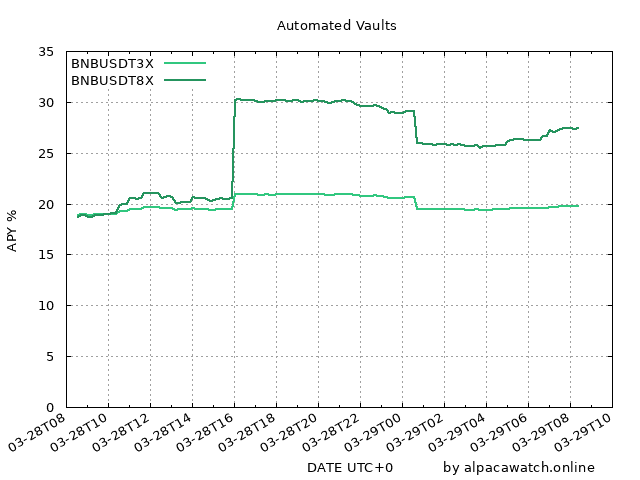 Automated Vaults
BNBUSDT3X
BNBUSDT8X
APY %
35
30
25
20
15
10
5
0
03-28T08
03-28T10
03-28T12
03-28T14
03-28T16
03-28T18
03-28T20
03-28T22
03-29T00
03-29T02
03-29T04
03-29T06
03-29T08
03-29T10
DATE UTC+0
by alpacawatch.online